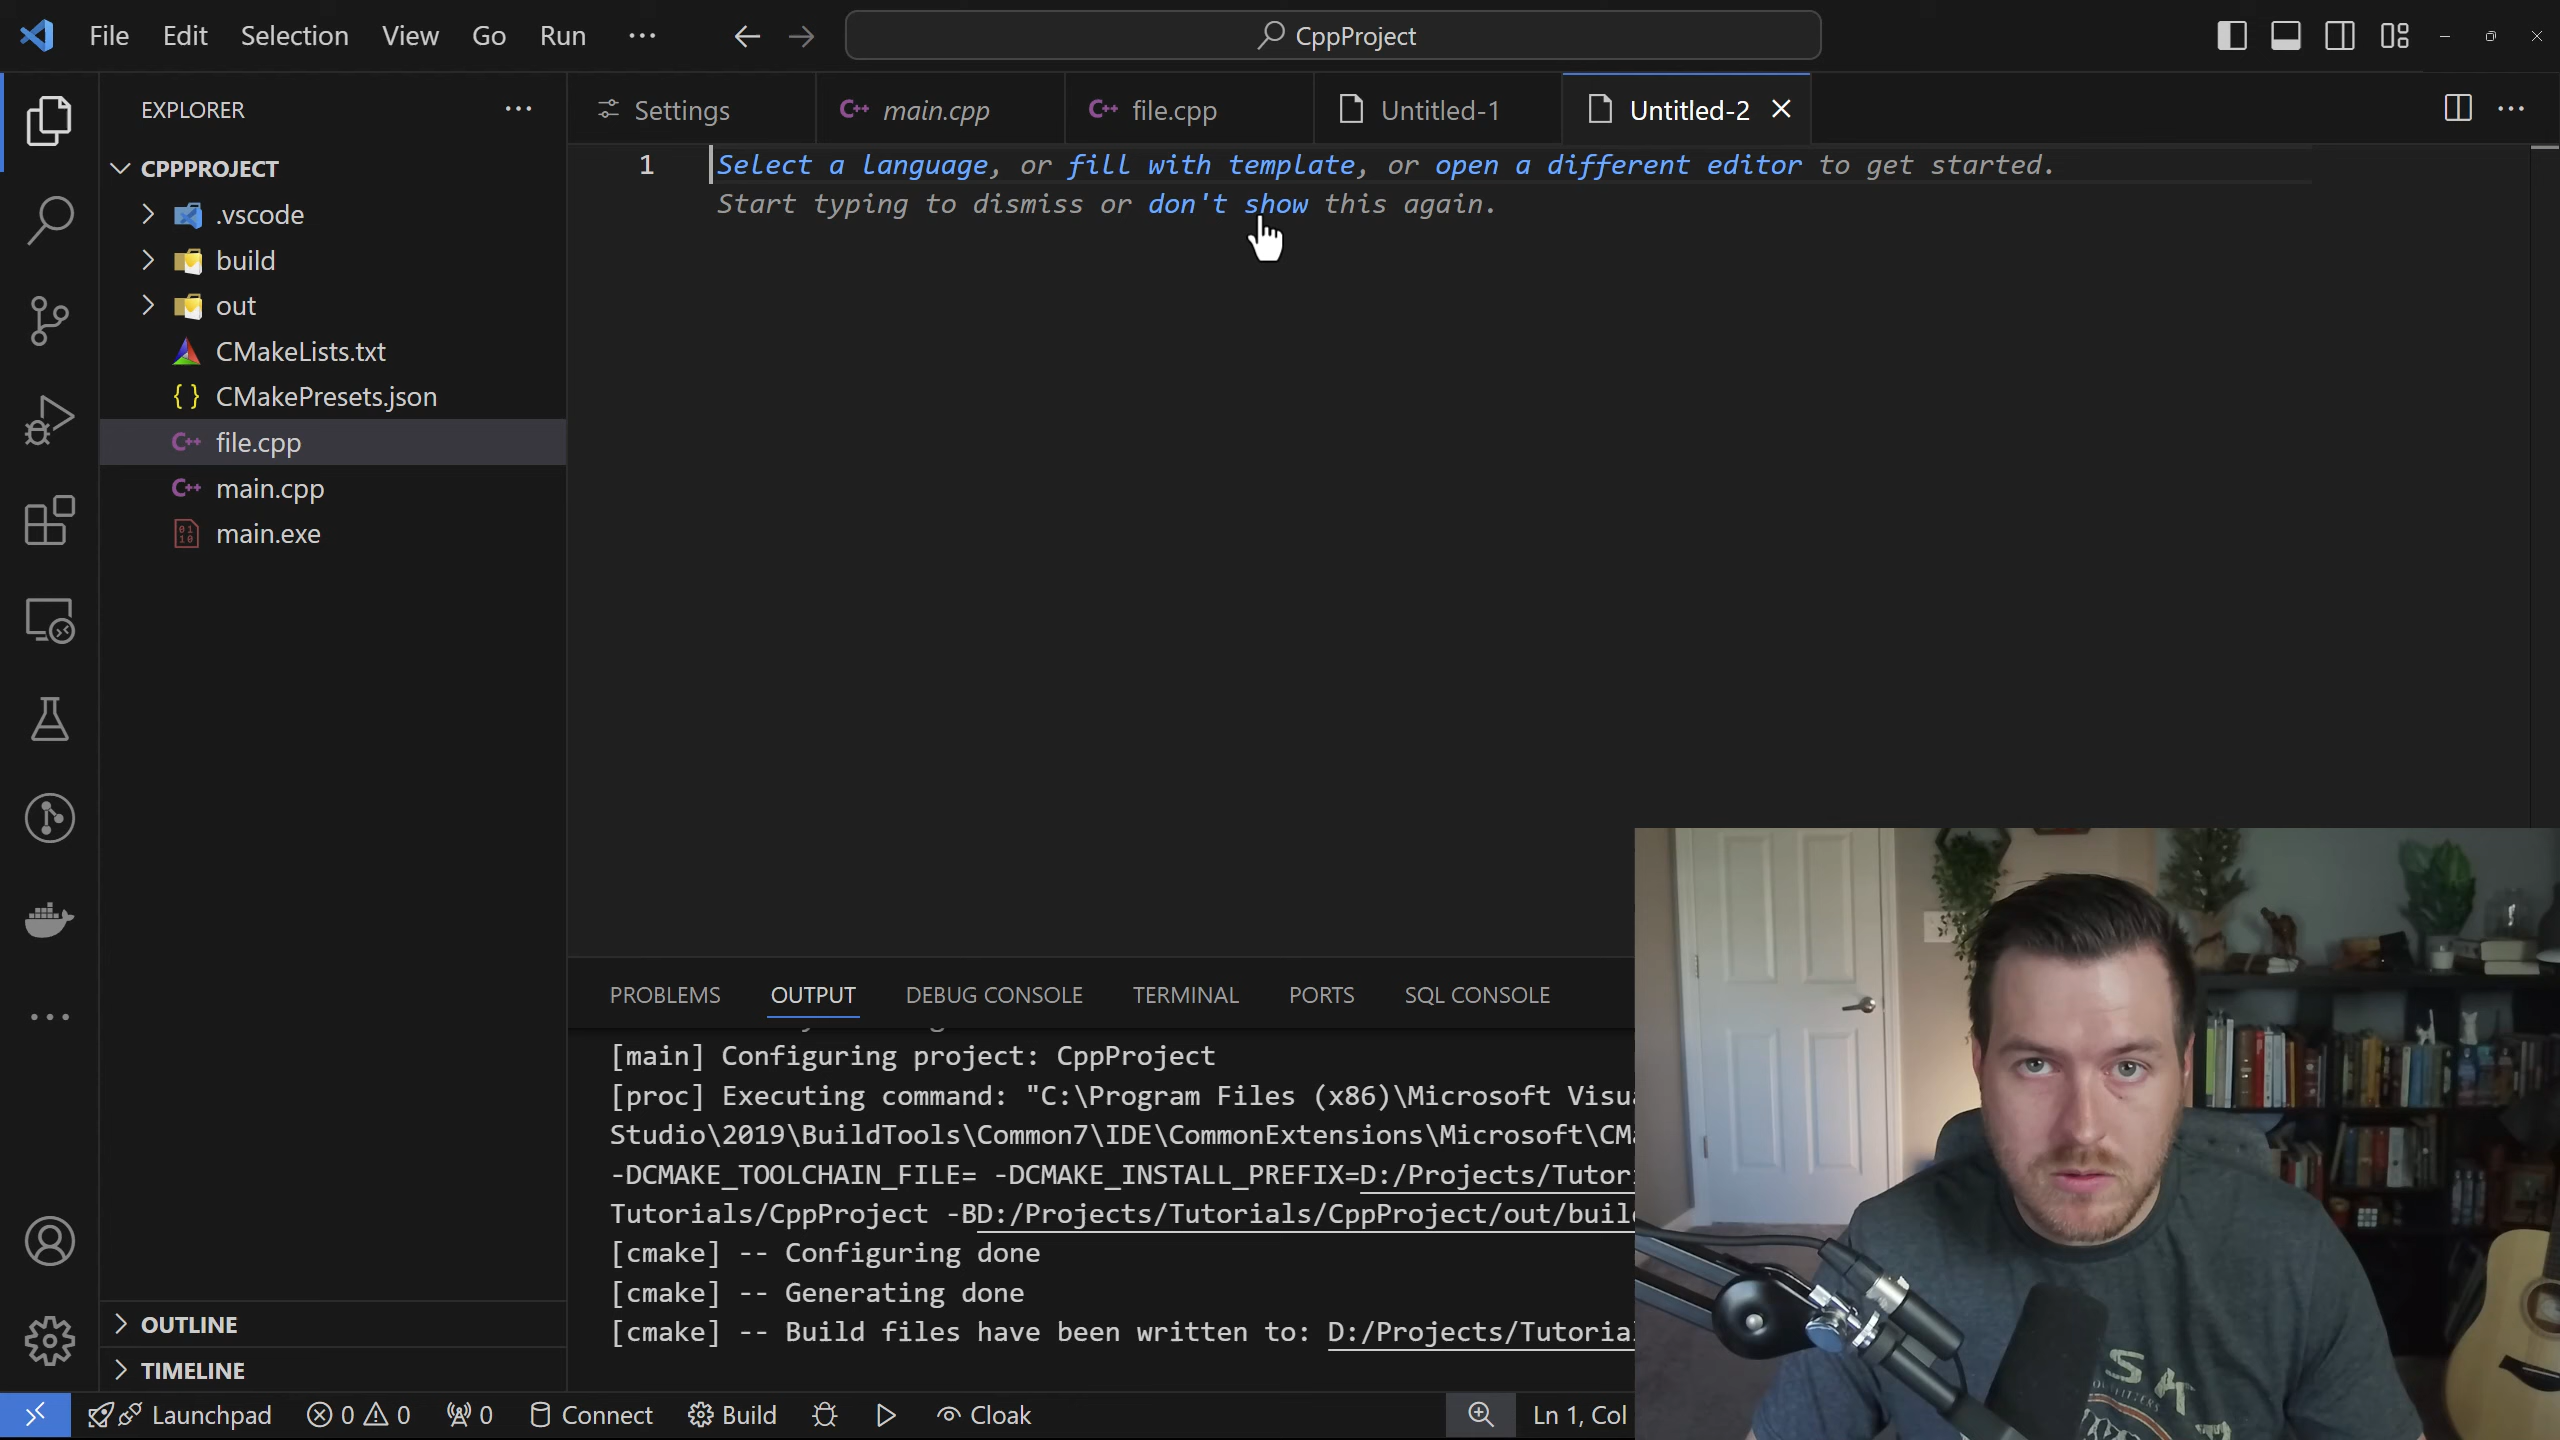 File Edit Selection View Go Run ··· CppProject
EXPLORER ···
Settings main.cpp file.cpp Untitled-1 Untitled-2
CPPPROJECT
.vscode
build
out
CMakeLists.txt
CMakePresets.json
file.cpp
main.cpp
main.exe
1 Select a language, or fill with template, or open a different editor to get started.
Start typing to dismiss or don't show this again.
PROBLEMS OUTPUT DEBUG CONSOLE TERMINAL PORTS SQL CONSOLE
[main] Configuring project: CppProject
[proc] Executing command: "C:\Program Files (x86)\Microsoft
Studio\2019\BuildTools\Common7\IDE\CommonExtensions\Microsoft\
-DCMAKE_TOOLCHAIN_FILE= -DCMAKE_INSTALL_PREFIX=D:/Projects/
Tutorials/CppProject -BD:/Projects/Tutorials/CppProject/out/
[cmake] -- Configuring done
[cmake] -- Generating done
[cmake] -- Build files have been written to: D:/Projects/
OUTLINE
TIMELINE
Launchpad 0 0 0 Connect Build Cloak Ln 1, Col
SK